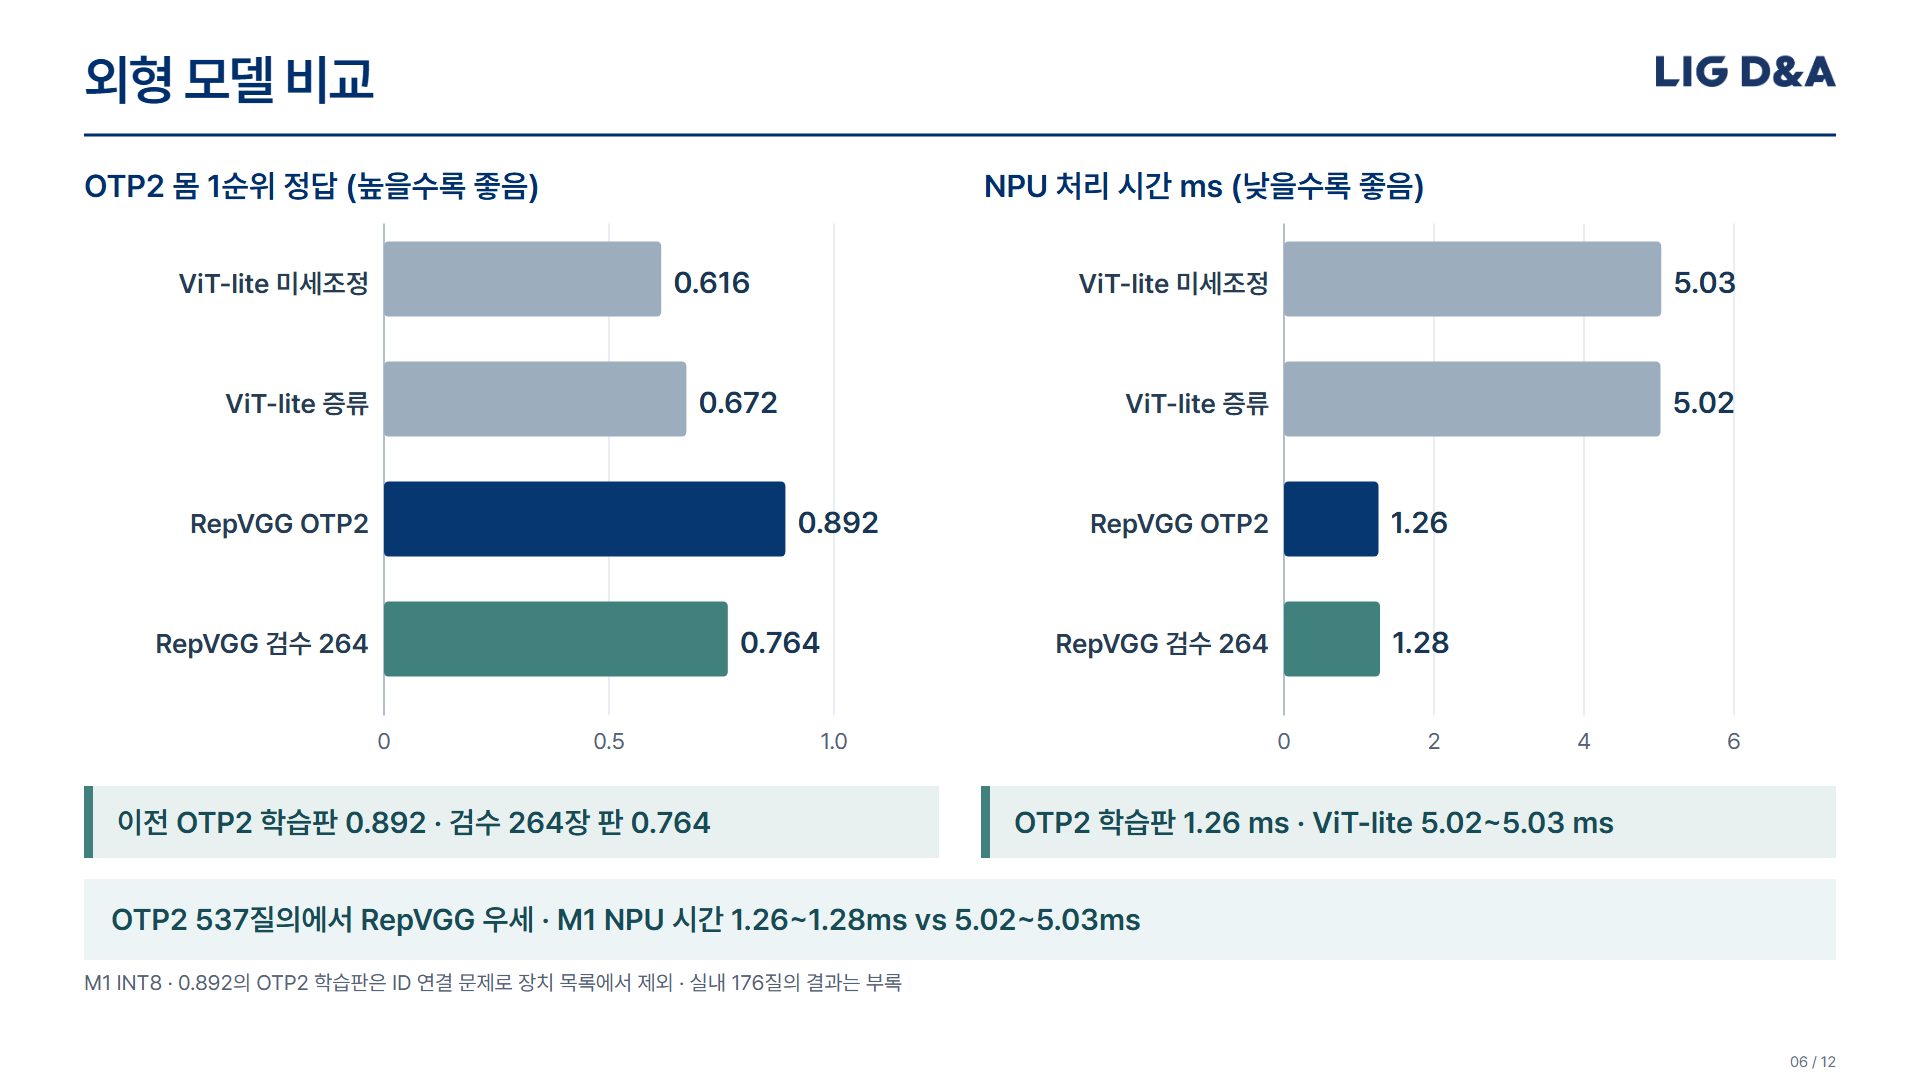 외형 모델 비교
LIG D&A
OTP2 몸 1순위 정답 (높을수록 좋음)
ViT-lite 미세조정
0.616
ViT-lite 증류
0.672
RepVGG OTP2
0.892
RepVGG 검수 264
0.764
0
0.5
1.0
NPU 처리 시간 ms (낮을수록 좋음)
ViT-lite 미세조정
5.03
ViT-lite 증류
5.02
RepVGG OTP2
1.26
RepVGG 검수 264
1.28
0
2
4
6
이전 OTP2 학습판 0.892 · 검수 264장 판 0.764
OTP2 학습판 1.26 ms · ViT-lite 5.02~5.03 ms
OTP2 537질의에서 RepVGG 우세 · M1 NPU 시간 1.26~1.28ms vs 5.02~5.03ms
M1 INT8 · 0.892의 OTP2 학습판은 ID 연결 문제로 장치 목록에서 제외 · 실내 176질의 결과는 부록
06 / 12